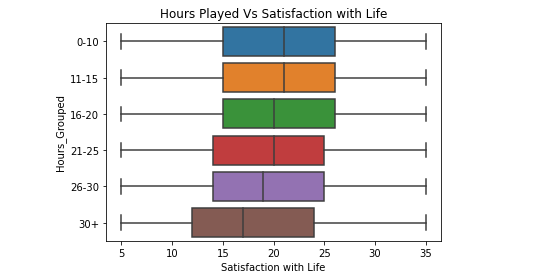 Hours Played Vs Satisfaction with Life
Hours_Grouped
0-10
11-15
16-20
21-25
26-30
30+
5 10 15 20 25 30 35
Satisfaction with Life